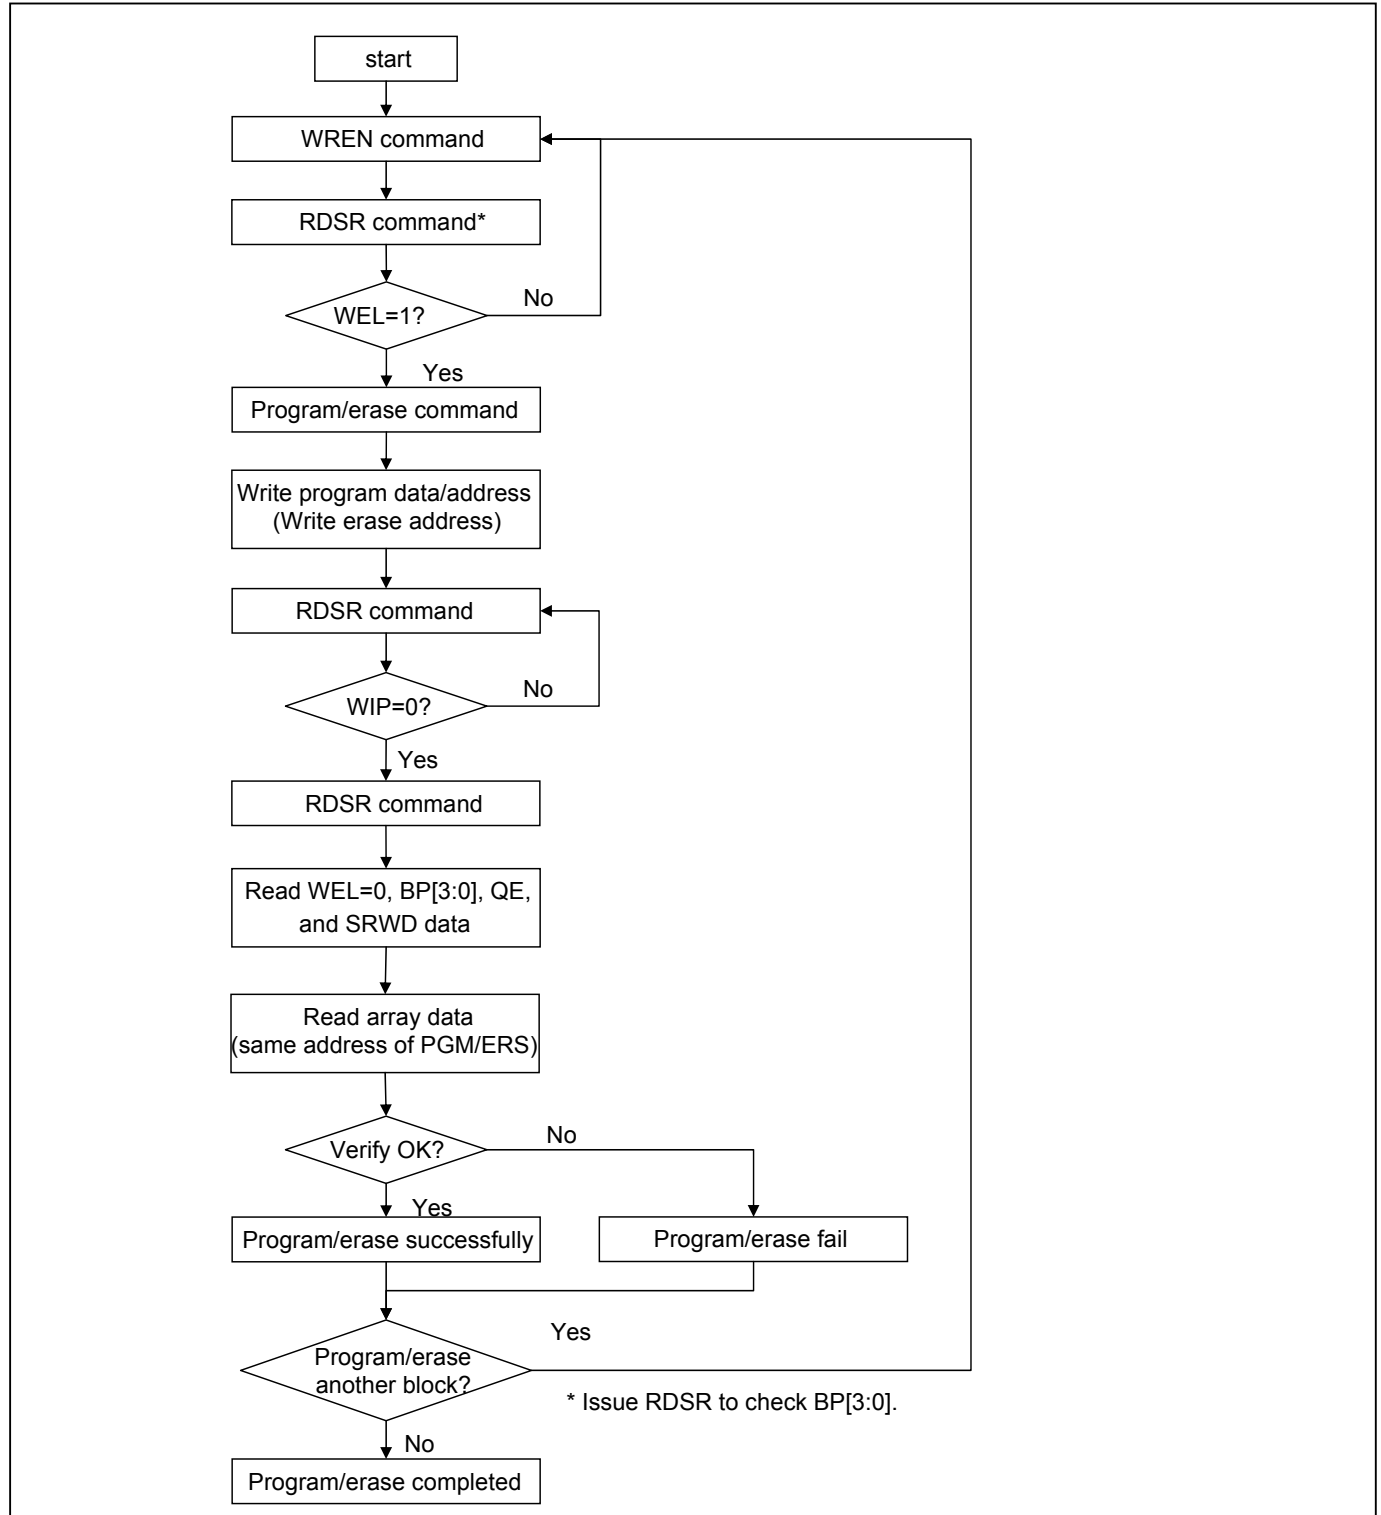 start
WREN command
RDSR command*
WEL=1?
No
Yes
Program/erase command
Write program data/address
(Write erase address)
RDSR command
WIP=0?
No
Yes
RDSR command
Read WEL=0, BP[3:0], QE,
and SRWD data
Read array data
(same address of PGM/ERS)
Verify OK?
No
Yes
Program/erase successfully
Program/erase fail
Yes
Program/erase
another block?
* Issue RDSR to check BP[3:0].
No
Program/erase completed